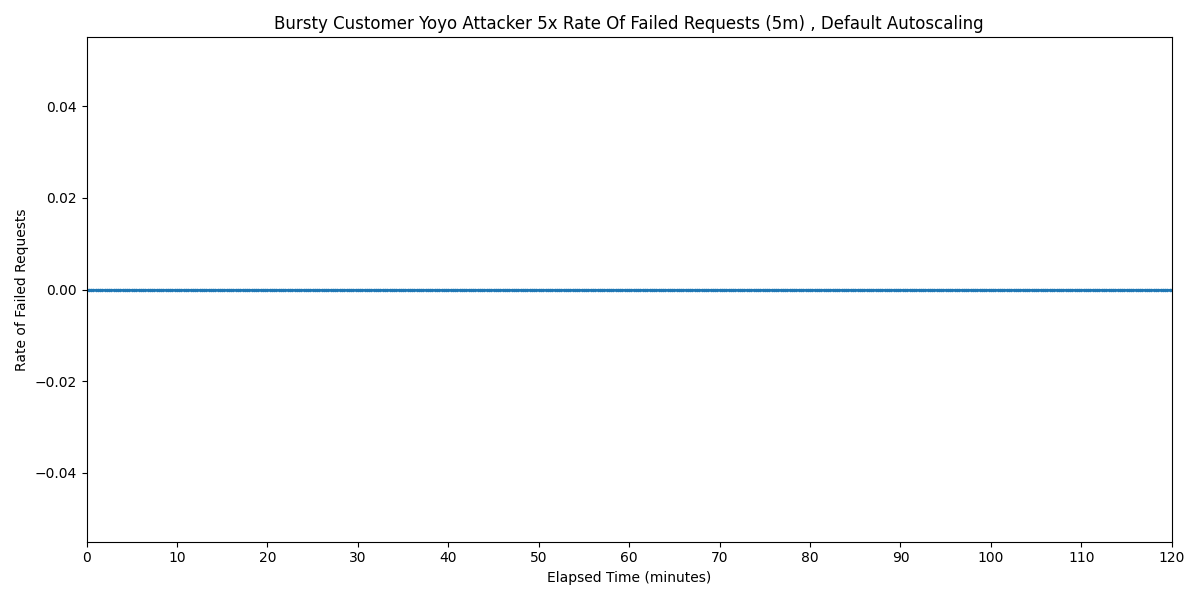 Bursty Customer Yoyo Attacker 5x Rate Of Failed Requests (5m) , Default Autoscaling
Rate of Failed Requests
0.04
0.02
0.00
−0.02
−0.04
0 10 20 30 40 50 60 70 80 90 100 110 120
Elapsed Time (minutes)